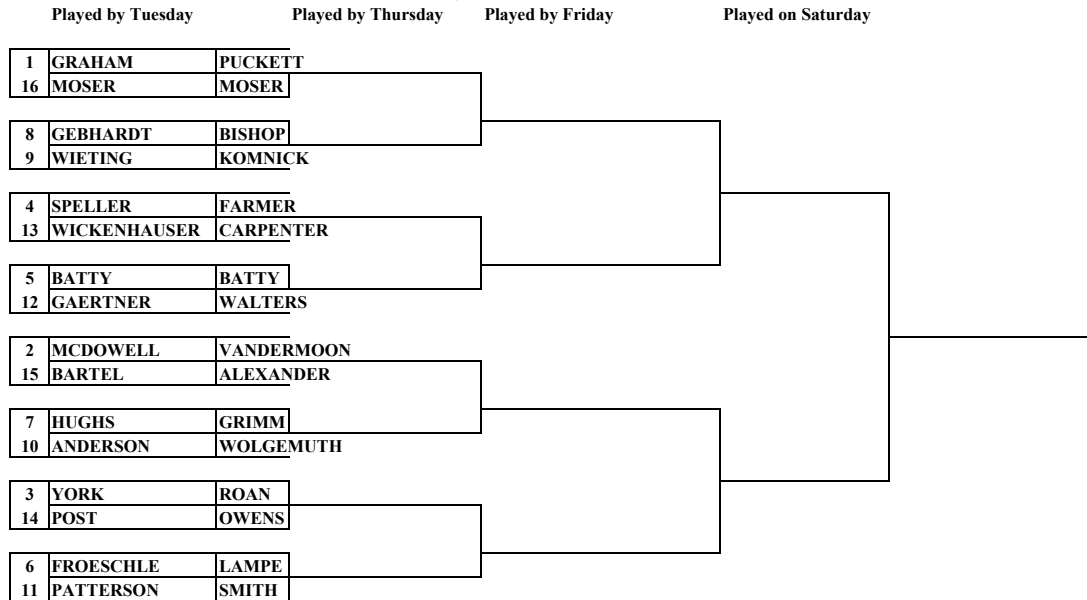 Played by Tuesday Played by Thursday Played by Friday Played on Saturday
1 GRAHAM PUCKETT
16 MOSER MOSER
8 GEBHARDT BISHOP
9 WIETING KOMNICK
4 SPELLER FARMER
13 WICKENHAUSER CARPENTER
5 BATTY BATTY
12 GAERTNER WALTERS
2 MCDOWELL VANDERMOON
15 BARTEL ALEXANDER
7 HUGHS GRIMM
10 ANDERSON WOLGEMUTH
3 YORK ROAN
14 POST OWENS
6 FROESCHLE LAMPE
11 PATTERSON SMITH